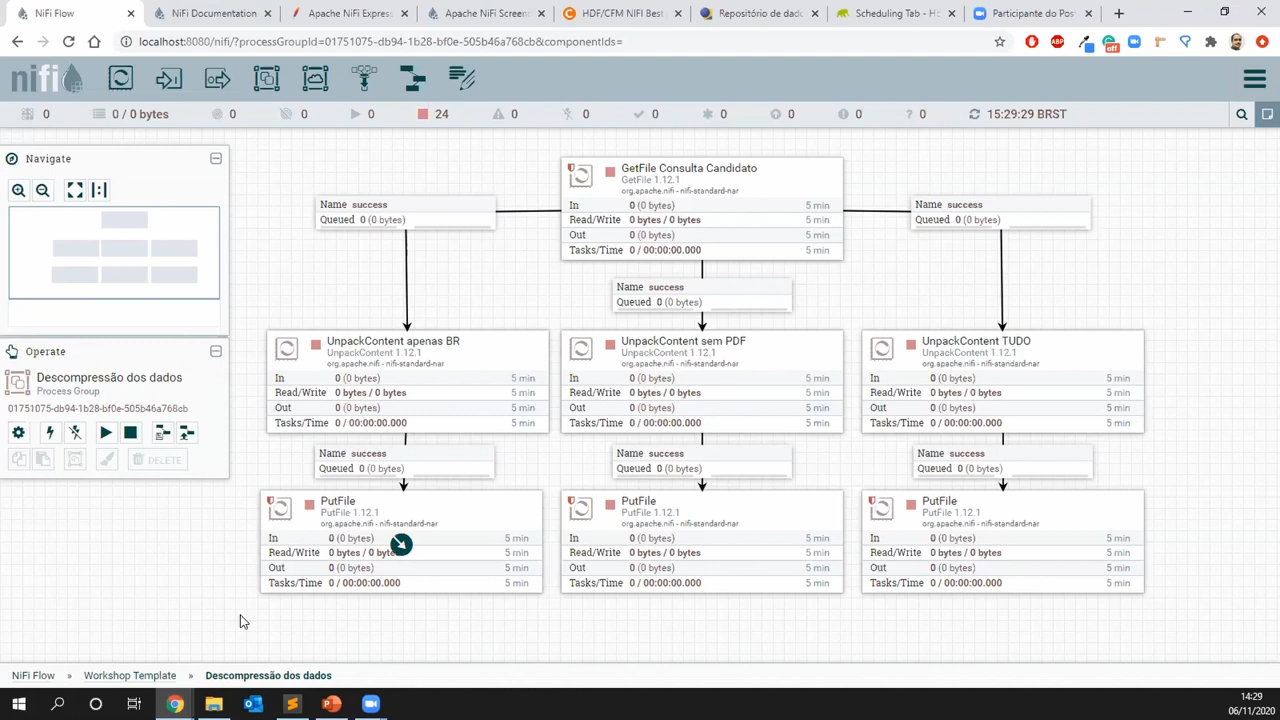 NiFi Flow
NiFi Documentation
Apache NiFi Expres
Apache NiFi Screen
HDF/CFM NIFI Best
Repositório de dado
Scheduling Tab - H
Participante do Pos
localhost:8080/nifi/?processGroupId=01751075-db94-1b28-bf0e-505b46a768cb&componentIds=
ABP
off
nifi
0
0 / 0 bytes
0
0
0
24
0
0
0
0
0
0
0
15:29:29 BRST
Navigate
Operate
Descompressão dos dados
Process Group
01751075-db94-1b28-bf0e-505b46a768cb
DELETE
GetFile Consulta Candidato
GetFile 1.12.1
org.apache.nifi - nifi-standard-nar
In 0 (0 bytes) 5 min
Read/Write 0 bytes / 0 bytes 5 min
Out 0 (0 bytes) 5 min
Tasks/Time 0 / 00:00:00.000 5 min
Name success
Queued 0 (0 bytes)
Name success
Queued 0 (0 bytes)
Name success
Queued 0 (0 bytes)
UnpackContent apenas BR
UnpackContent 1.12.1
org.apache.nifi - nifi-standard-nar
In 0 (0 bytes) 5 min
Read/Write 0 bytes / 0 bytes 5 min
Out 0 (0 bytes) 5 min
Tasks/Time 0 / 00:00:00.000 5 min
UnpackContent sem PDF
UnpackContent 1.12.1
org.apache.nifi - nifi-standard-nar
In 0 (0 bytes) 5 min
Read/Write 0 bytes / 0 bytes 5 min
Out 0 (0 bytes) 5 min
Tasks/Time 0 / 00:00:00.000 5 min
UnpackContent TUDO
UnpackContent 1.12.1
org.apache.nifi - nifi-standard-nar
In 0 (0 bytes) 5 min
Read/Write 0 bytes / 0 bytes 5 min
Out 0 (0 bytes) 5 min
Tasks/Time 0 / 00:00:00.000 5 min
Name success
Queued 0 (0 bytes)
Name success
Queued 0 (0 bytes)
Name success
Queued 0 (0 bytes)
PutFile
PutFile 1.12.1
org.apache.nifi - nifi-standard-nar
In 0 (0 bytes) 5 min
Read/Write 0 bytes / 0 byte 5 min
Out 0 (0 bytes) 5 min
Tasks/Time 0 / 00:00:00.000 5 min
PutFile
PutFile 1.12.1
org.apache.nifi - nifi-standard-nar
In 0 (0 bytes) 5 min
Read/Write 0 bytes / 0 bytes 5 min
Out 0 (0 bytes) 5 min
Tasks/Time 0 / 00:00:00.000 5 min
PutFile
PutFile 1.12.1
org.apache.nifi - nifi-standard-nar
In 0 (0 bytes) 5 min
Read/Write 0 bytes / 0 bytes 5 min
Out 0 (0 bytes) 5 min
Tasks/Time 0 / 00:00:00.000 5 min
NiFi Flow » Workshop Template » Descompressão dos dados
14:29
06/11/2020